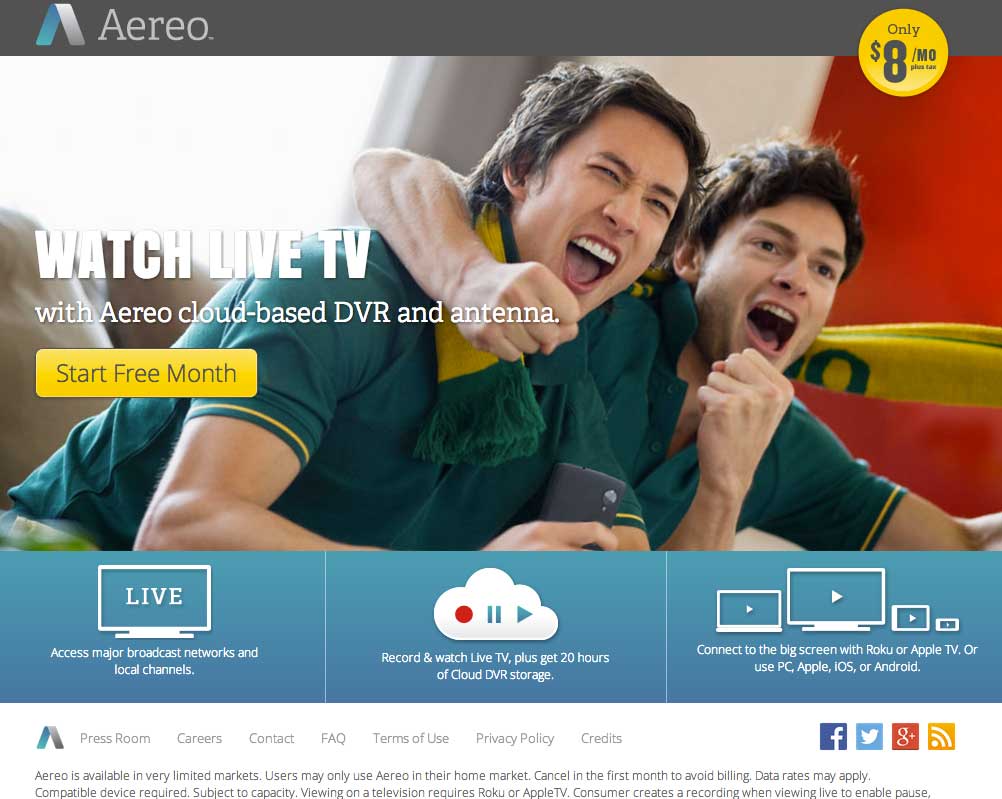 Aereo™
Only
$8/MO
plus tax
WATCH LIVE TV
with Aereo cloud-based DVR and antenna.
Start Free Month
LIVE
Access major broadcast networks and
local channels.
Record & watch Live TV, plus get 20 hours
of Cloud DVR storage.
Connect to the big screen with Roku or Apple TV. Or
use PC, Apple, iOS, or Android.
Press Room Careers Contact FAQ Terms of Use Privacy Policy Credits
Aereo is available in very limited markets. Users may only use Aereo in their home market. Cancel in the first month to avoid billing. Data rates may apply.
Compatible device required. Subject to capacity. Viewing on a television requires Roku or AppleTV. Consumer creates a recording when viewing live to enable pause,